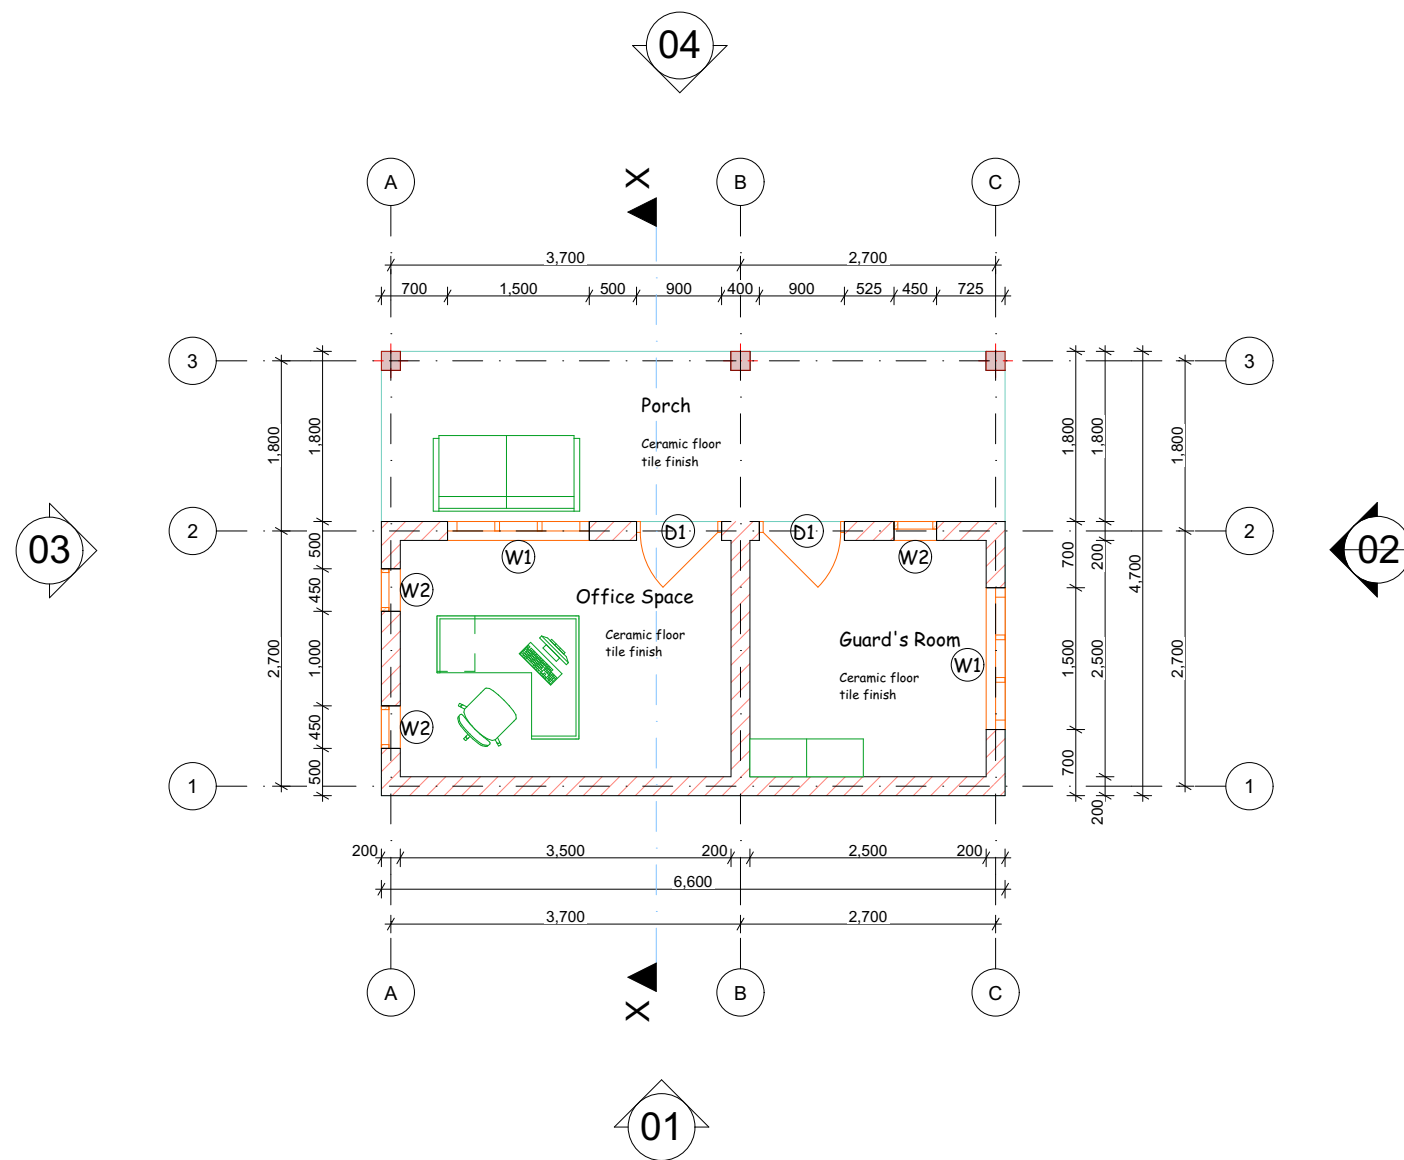 04
A
X
B
C
3,700
2,700
700
1,500
500
900
400
900
525
450
725
3
3
1,800
1,800
Porch
Ceramic floor
tile finish
1,800
1,800
1,800
4,700
2
2
D1
D1
W1
W2
03
02
500
450
1,000
450
500
2,700
W2
W2
Office Space
Ceramic floor
tile finish
Guard's Room
W1
Ceramic floor
tile finish
700
1,500
700
200
2,500
200
2,700
1
1
200
3,500
200
2,500
200
6,600
3,700
2,700
A
X
B
C
01